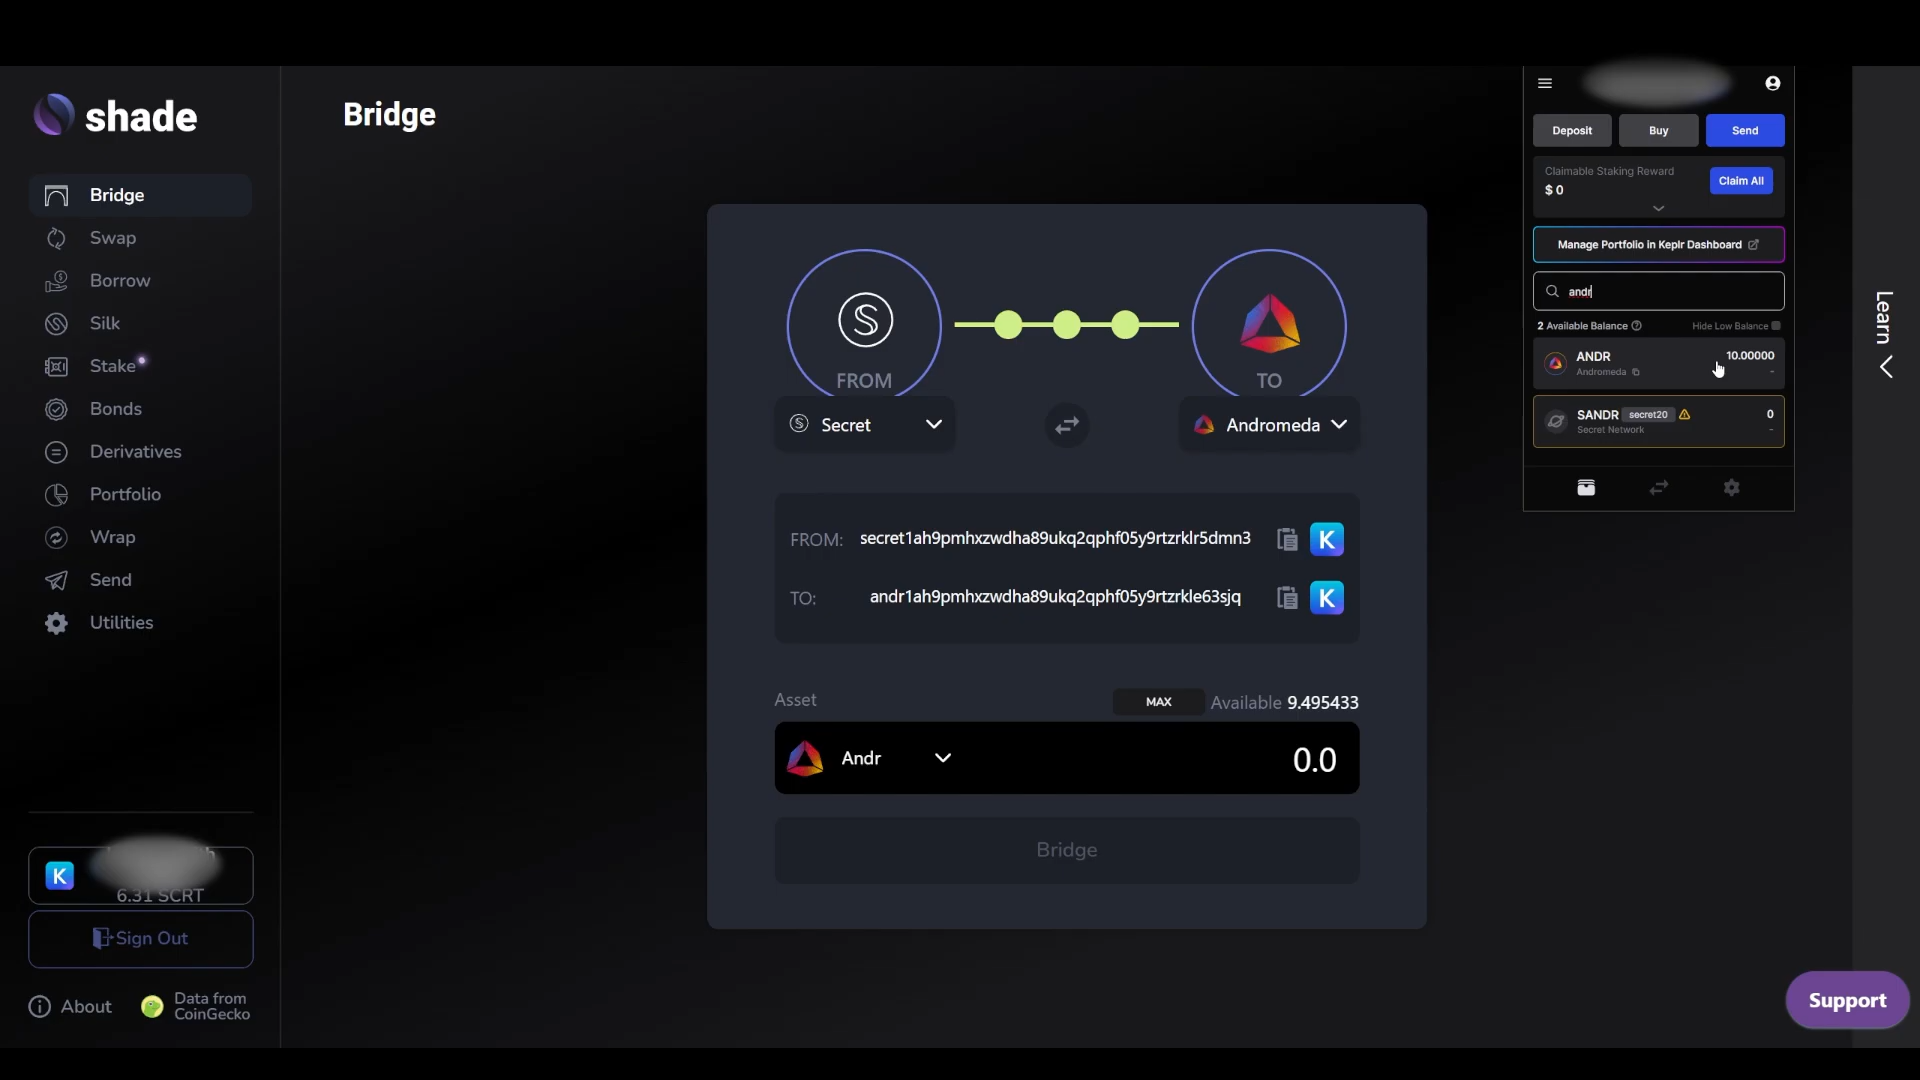 shade
Bridge
Swap
Borrow
Silk
Stake
Bonds
Derivatives
Portfolio
Wrap
Send
Utilities
K
6.31 SCRT
Sign Out
About
Data from
CoinGecko
Bridge
FROM
TO
Secret
Andromeda
FROM: secret1ah9pmhxzwdha89ukq2qphf05y9rtzrklr5dmn3 K
TO: andr1ah9pmhxzwdha89ukq2qphf05y9rtzrkle63sjq K
Asset MAX Available 9.495433
Andr 0.0
Bridge
Deposit Buy Send
Claimable Staking Reward
$ 0
Claim All
Manage Portfolio in Keplr Dashboard
andr
2 Available Balance Hide Low Balance
ANDR 10.00000
Andromeda -
SANDR secret20 0
Secret Network -
Learn
Support